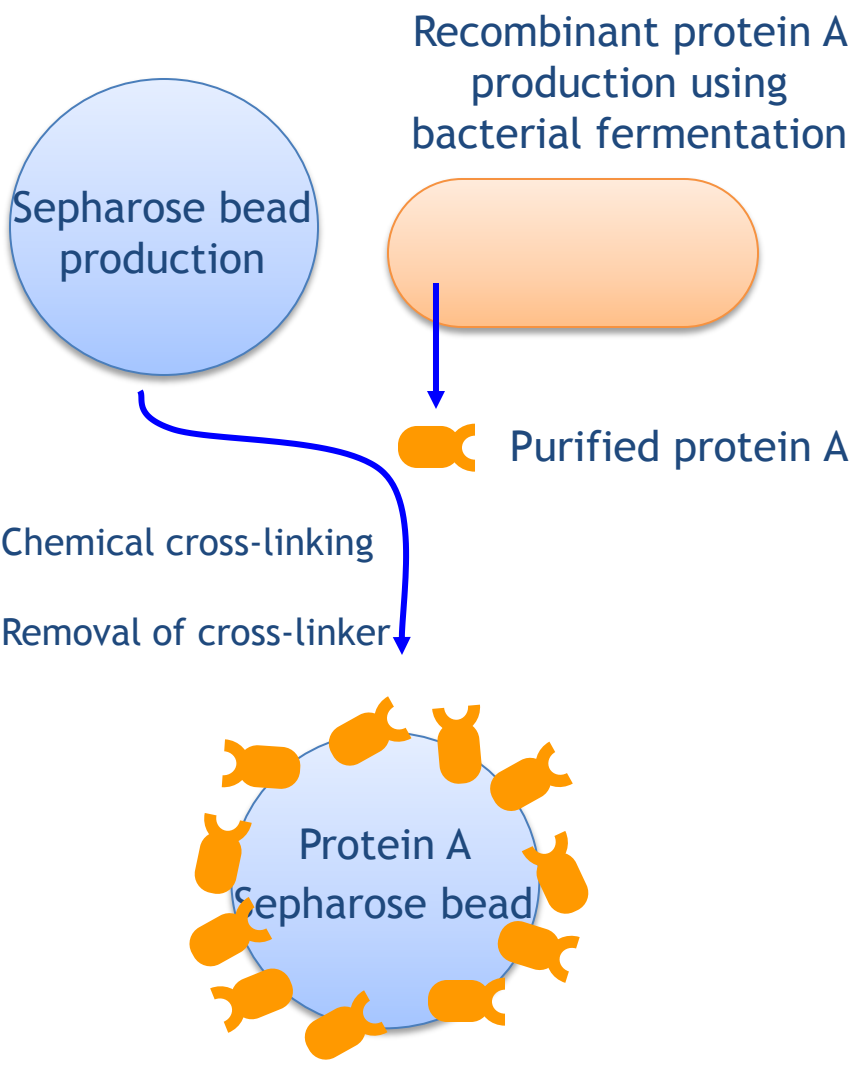 Recombinant protein A
production using
bacterial fermentation
Sepharose bead
production
Purified protein A
Chemical cross-linking
Removal of cross-linker
Protein A
Sepharose bead